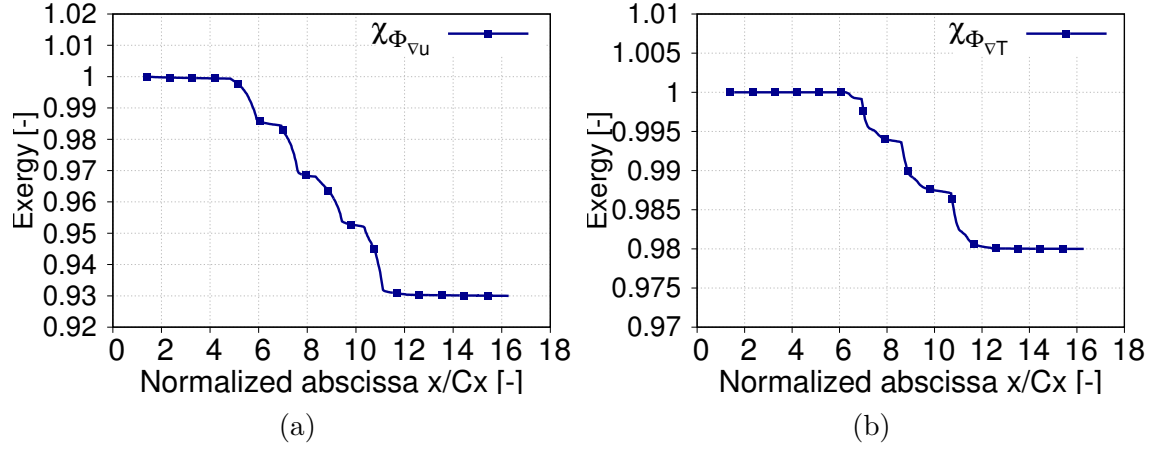 1.02
1.01
1
0.99
0.98
0.97
0.96
0.95
0.94
0.93
0.92
Exergy [-]
χΦ∇u
0 2 4 6 8 10 12 14 16 18
Normalized abscissa x/Cx [-]
(a)
1.01
1.005
1
0.995
0.99
0.985
0.98
0.975
0.97
Exergy [-]
χΦ∇T
0 2 4 6 8 10 12 14 16 18
Normalized abscissa x/Cx [-]
(b)